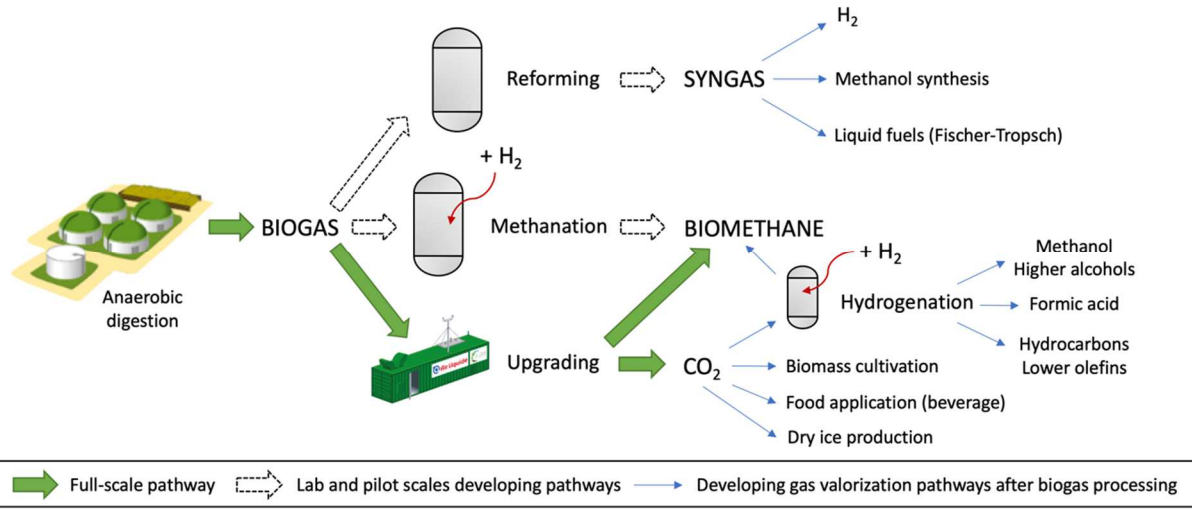 H₂
Reforming
SYNGAS
Methanol synthesis
Liquid fuels (Fischer-Tropsch)
+ H₂
BIOGAS
Methanation
BIOMETHANE
Anaerobic
digestion
+ H₂
Hydrogenation
Methanol
Higher alcohols
Formic acid
Hydrocarbons
Lower olefins
Air Liquide
Upgrading
CO₂
Biomass cultivation
Food application (beverage)
Dry ice production
Full-scale pathway
Lab and pilot scales developing pathways
Developing gas valorization pathways after biogas processing